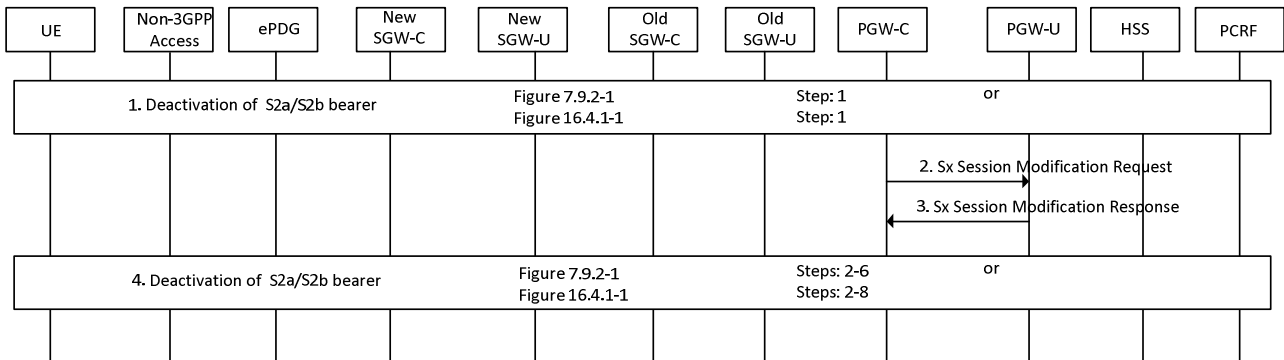 UE
Non-3GPP
Access
ePDG
New
SGW-C
New
SGW-U
Old
SGW-C
Old
SGW-U
PGW-C
PGW-U
HSS
PCRF
1. Deactivation of S2a/S2b bearer
Figure 7.9.2-1 Step: 1 or
Figure 16.4.1-1 Step: 1
2. Sx Session Modification Request
3. Sx Session Modification Response
4. Deactivation of S2a/S2b bearer
Figure 7.9.2-1 Steps: 2-6 or
Figure 16.4.1-1 Steps: 2-8